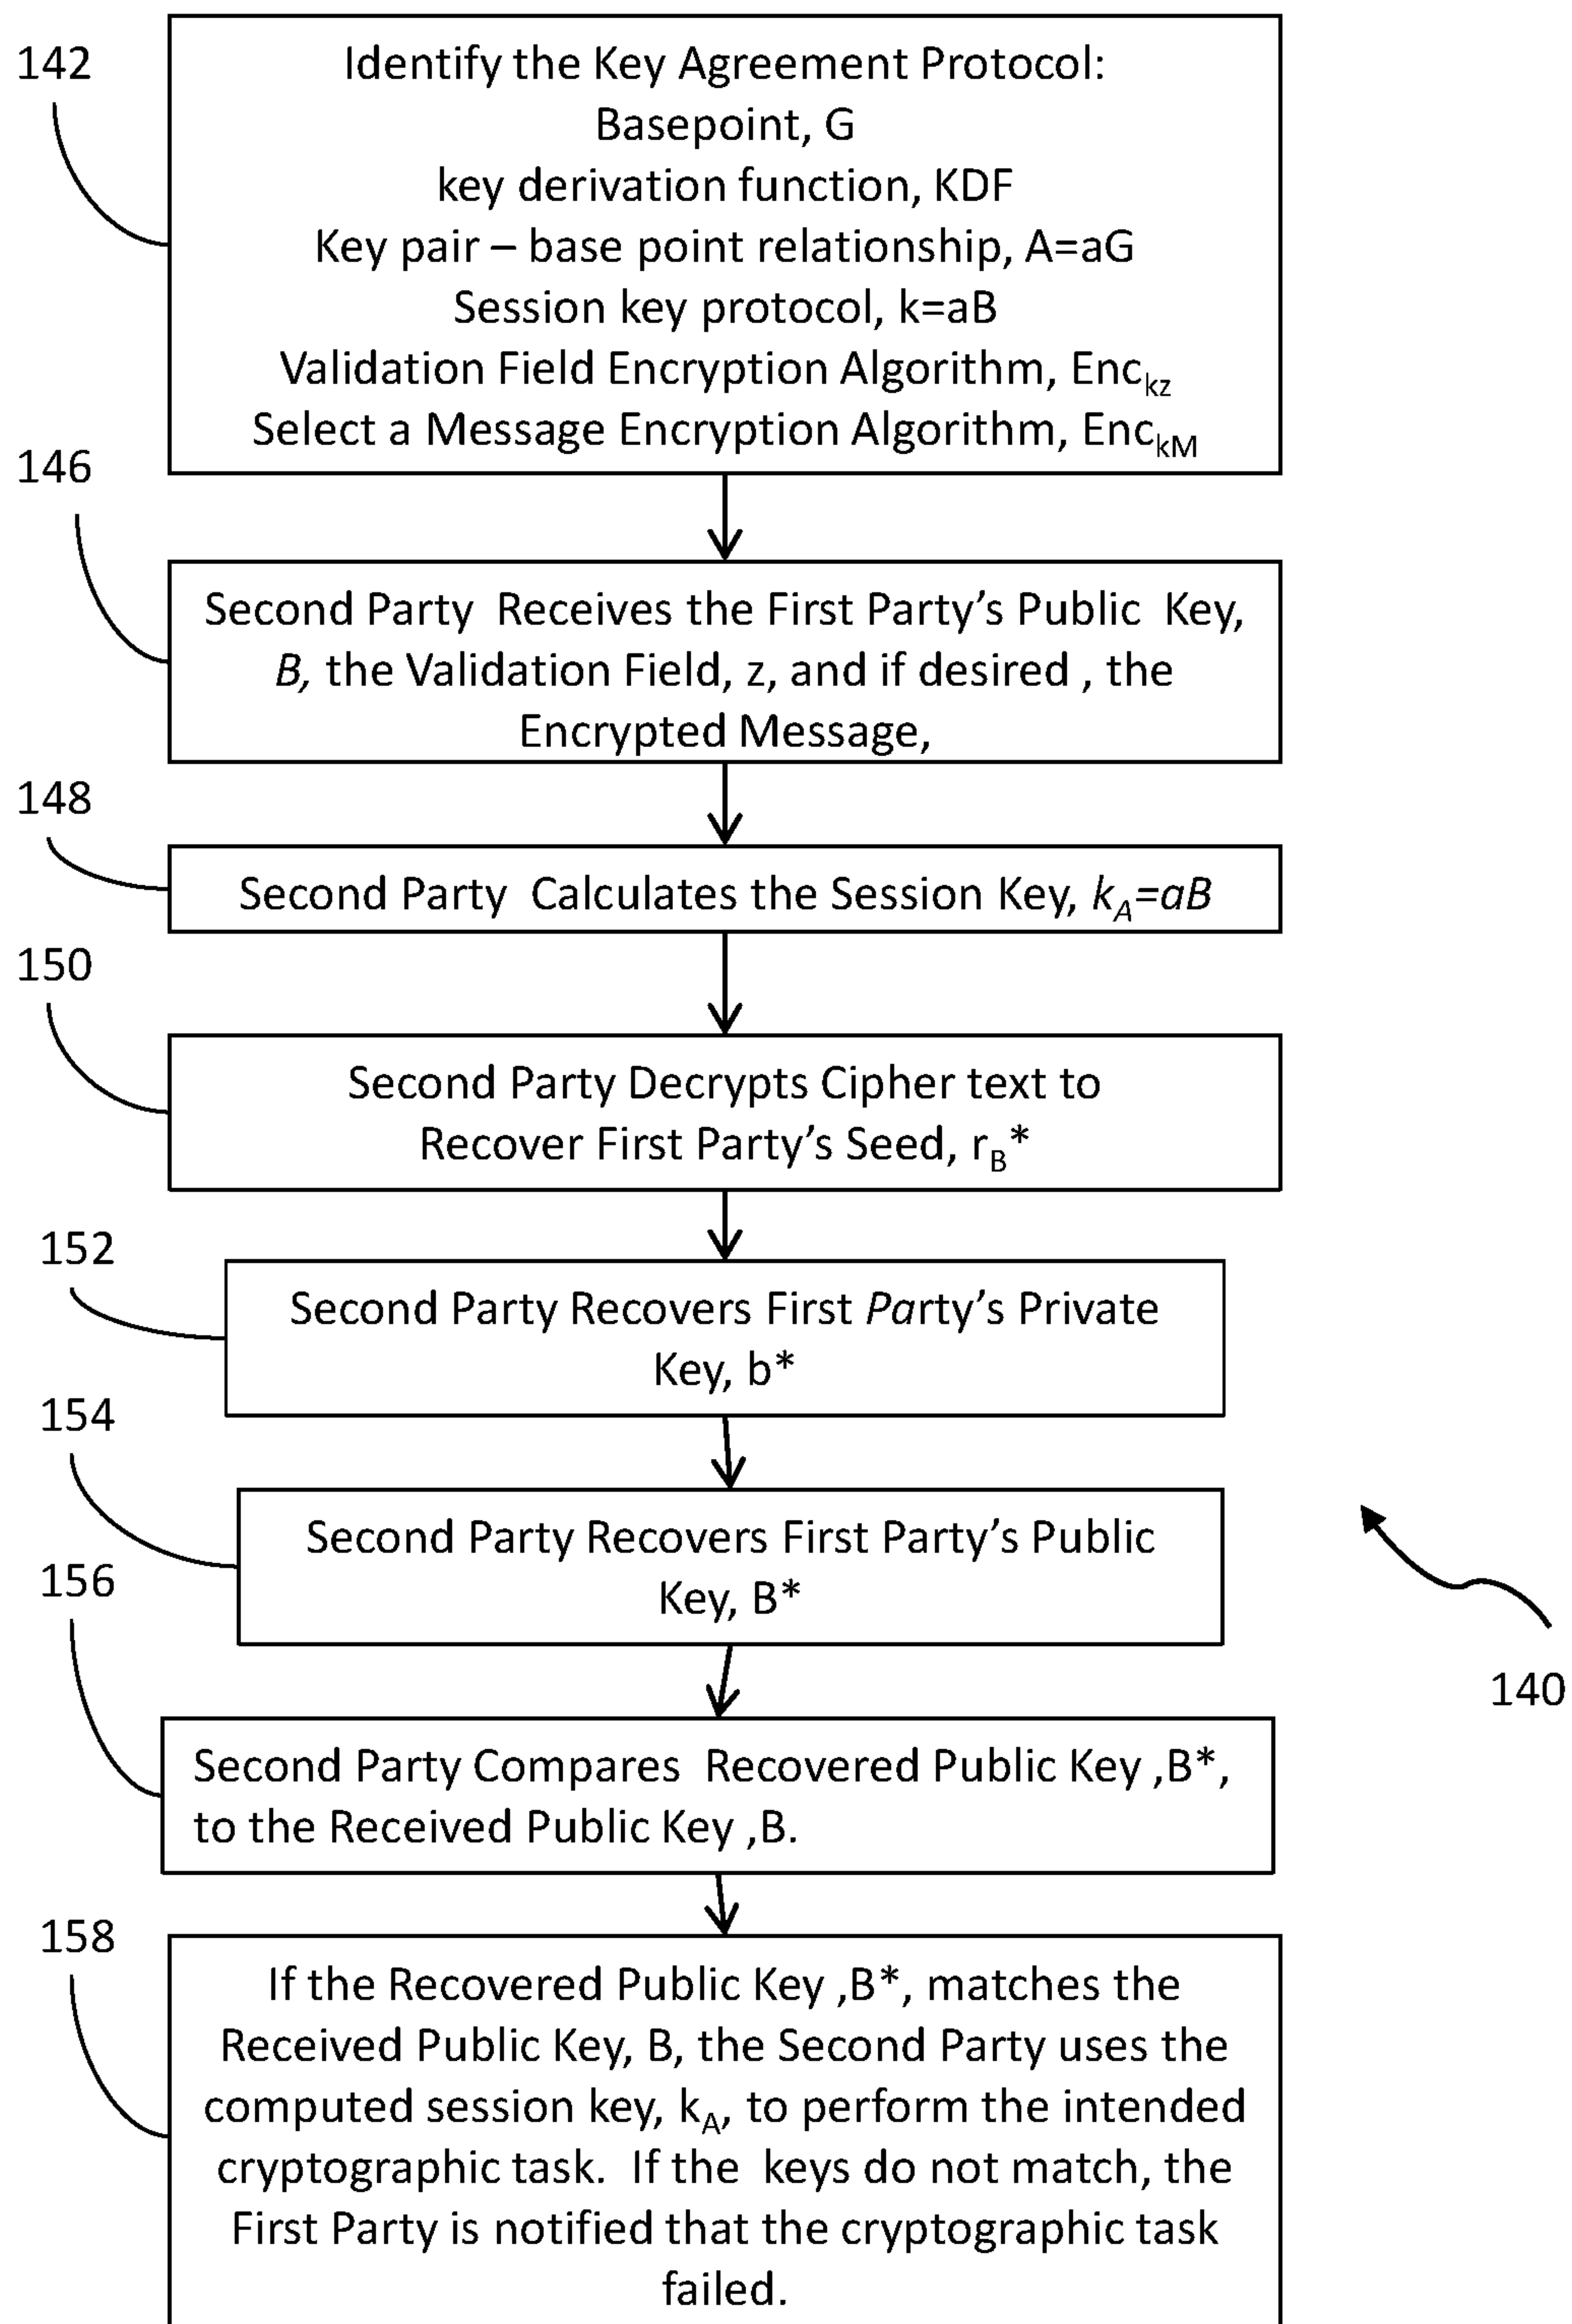 142
Identify the Key Agreement Protocol:
Basepoint, G
key derivation function, KDF
Key pair – base point relationship, A=aG
Session key protocol, k=aB
Validation Field Encryption Algorithm, Enckz
Select a Message Encryption Algorithm, EnckM
146
Second Party Receives the First Party’s Public Key,
B, the Validation Field, z, and if desired , the
Encrypted Message,
148
Second Party Calculates the Session Key, kA=aB
150
Second Party Decrypts Cipher text to
Recover First Party’s Seed, rB*
152
Second Party Recovers First Party’s Private
Key, b*
154
Second Party Recovers First Party’s Public
Key, B*
156
140
Second Party Compares Recovered Public Key ,B*,
to the Received Public Key ,B.
158
If the Recovered Public Key ,B*, matches the
Received Public Key, B, the Second Party uses the
computed session key, kA, to perform the intended
cryptographic task. If the keys do not match, the
First Party is notified that the cryptographic task
failed.